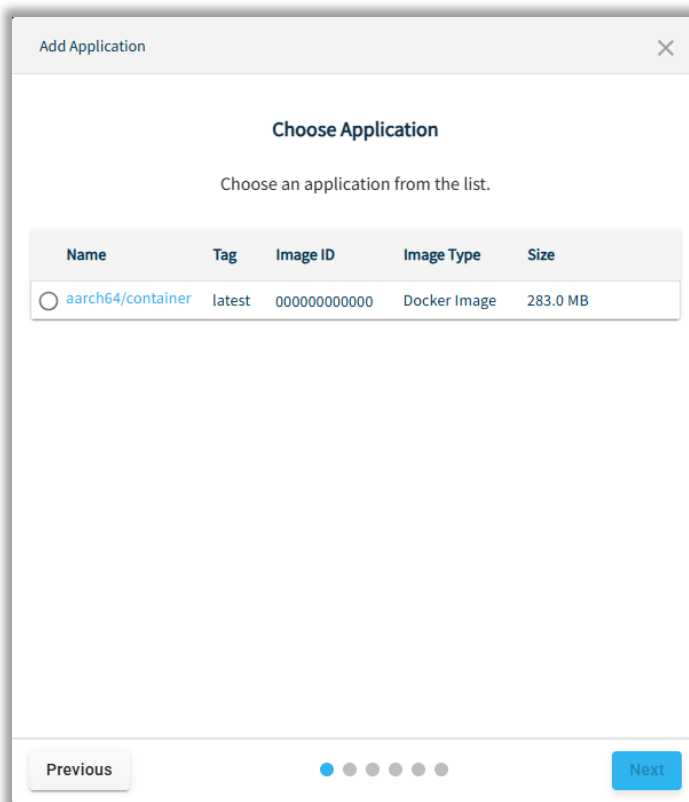 Add Application
Choose Application
Choose an application from the list.
Name Tag Image ID Image Type Size
aarch64/container latest 000000000000 Docker Image 283.0 MB
Previous Next